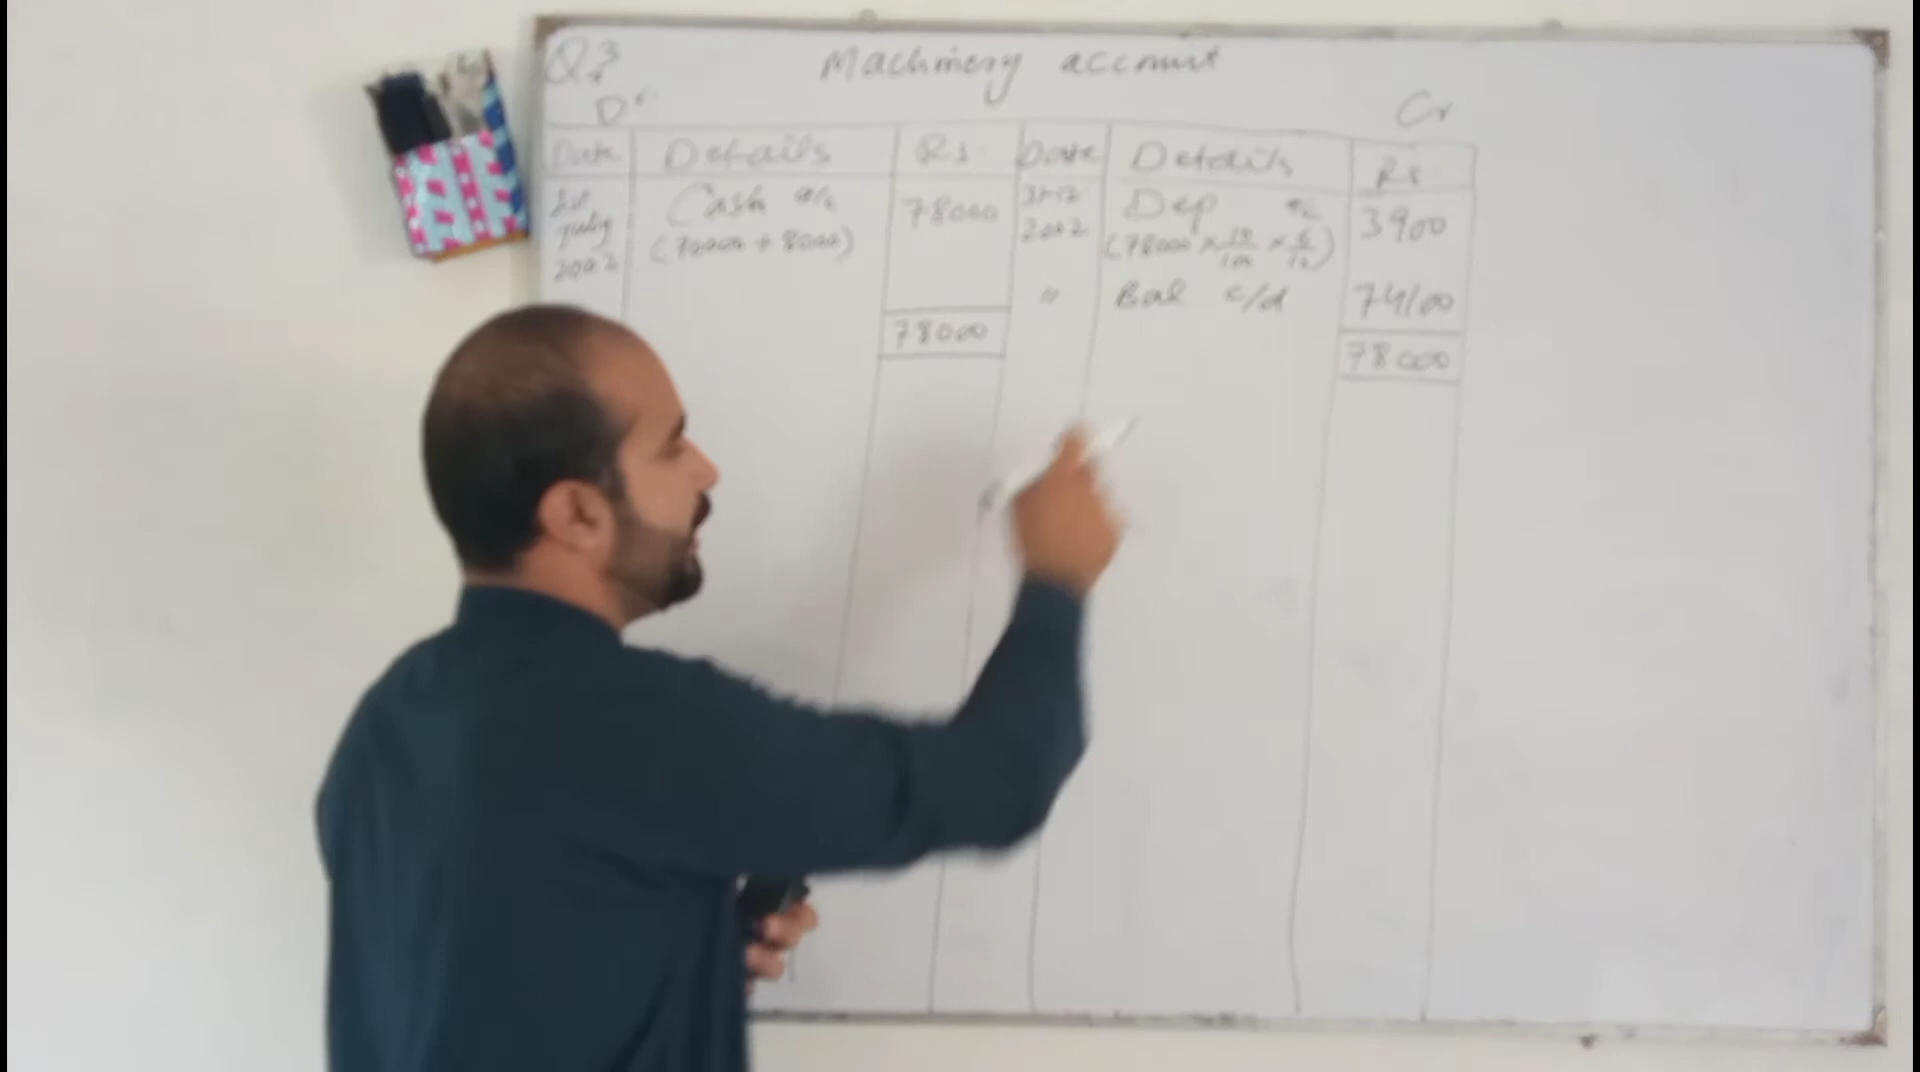 Q.3 Machinery account
Dr Cr
Date Details Rs. Date Details Rs
1st July 2002 Cash a/c 78000 31-12 2002 Dep a/c 3900
(70000 + 8000) (78000 × 10/100 × 6/12)
" Bal c/d 74100
78000 78000